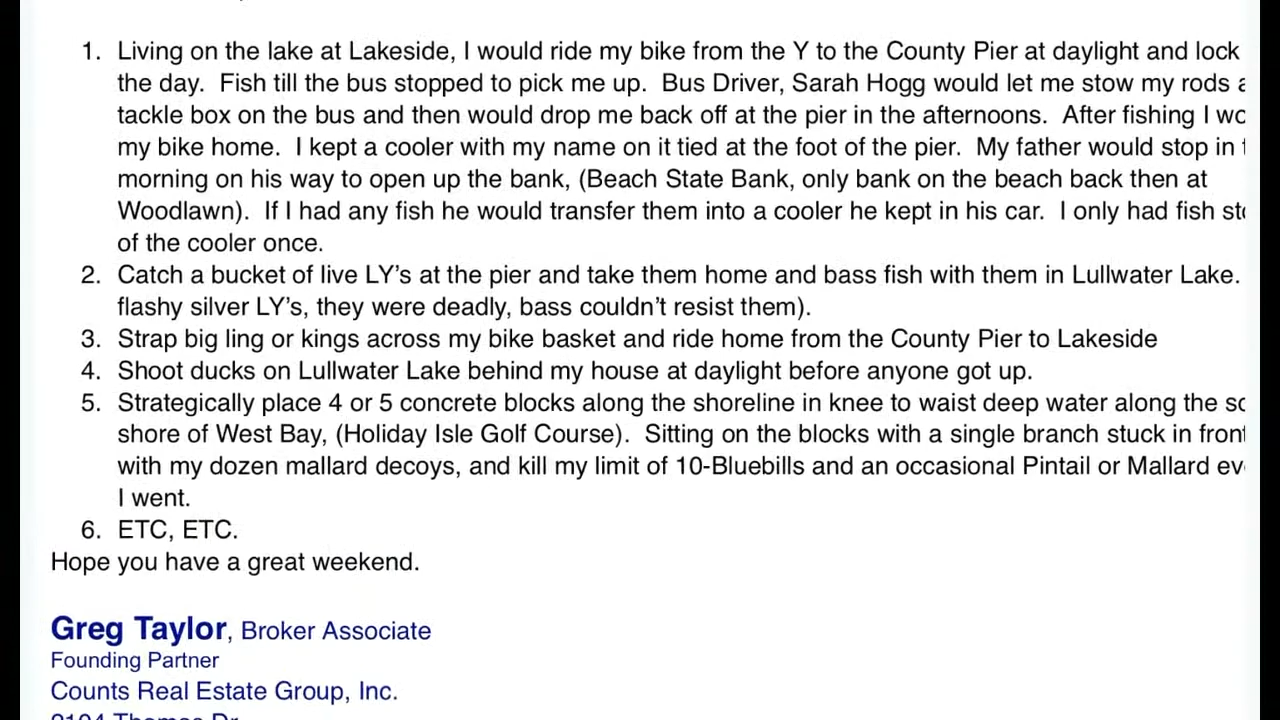 1. Living on the lake at Lakeside, I would ride my bike from the Y to the County Pier at daylight and lock
the day. Fish till the bus stopped to pick me up. Bus Driver, Sarah Hogg would let me stow my rods
tackle box on the bus and then would drop me back off at the pier in the afternoons. After fishing I
my bike home. I kept a cooler with my name on it tied at the foot of the pier. My father would stop in
morning on his way to open up the bank, (Beach State Bank, only bank on the beach back then at
Woodlawn). If I had any fish he would transfer them into a cooler he kept in his car. I only had fish
of the cooler once.
2. Catch a bucket of live LY’s at the pier and take them home and bass fish with them in Lullwater Lake.
flashy silver LY’s, they were deadly, bass couldn’t resist them).
3. Strap big ling or kings across my bike basket and ride home from the County Pier to Lakeside
4. Shoot ducks on Lullwater Lake behind my house at daylight before anyone got up.
5. Strategically place 4 or 5 concrete blocks along the shoreline in knee to waist deep water along the
shore of West Bay, (Holiday Isle Golf Course). Sitting on the blocks with a single branch stuck in front
with my dozen mallard decoys, and kill my limit of 10-Bluebills and an occasional Pintail or Mallard
I went.
6. ETC, ETC.
Hope you have a great weekend.
Greg Taylor, Broker Associate
Founding Partner
Counts Real Estate Group, Inc.